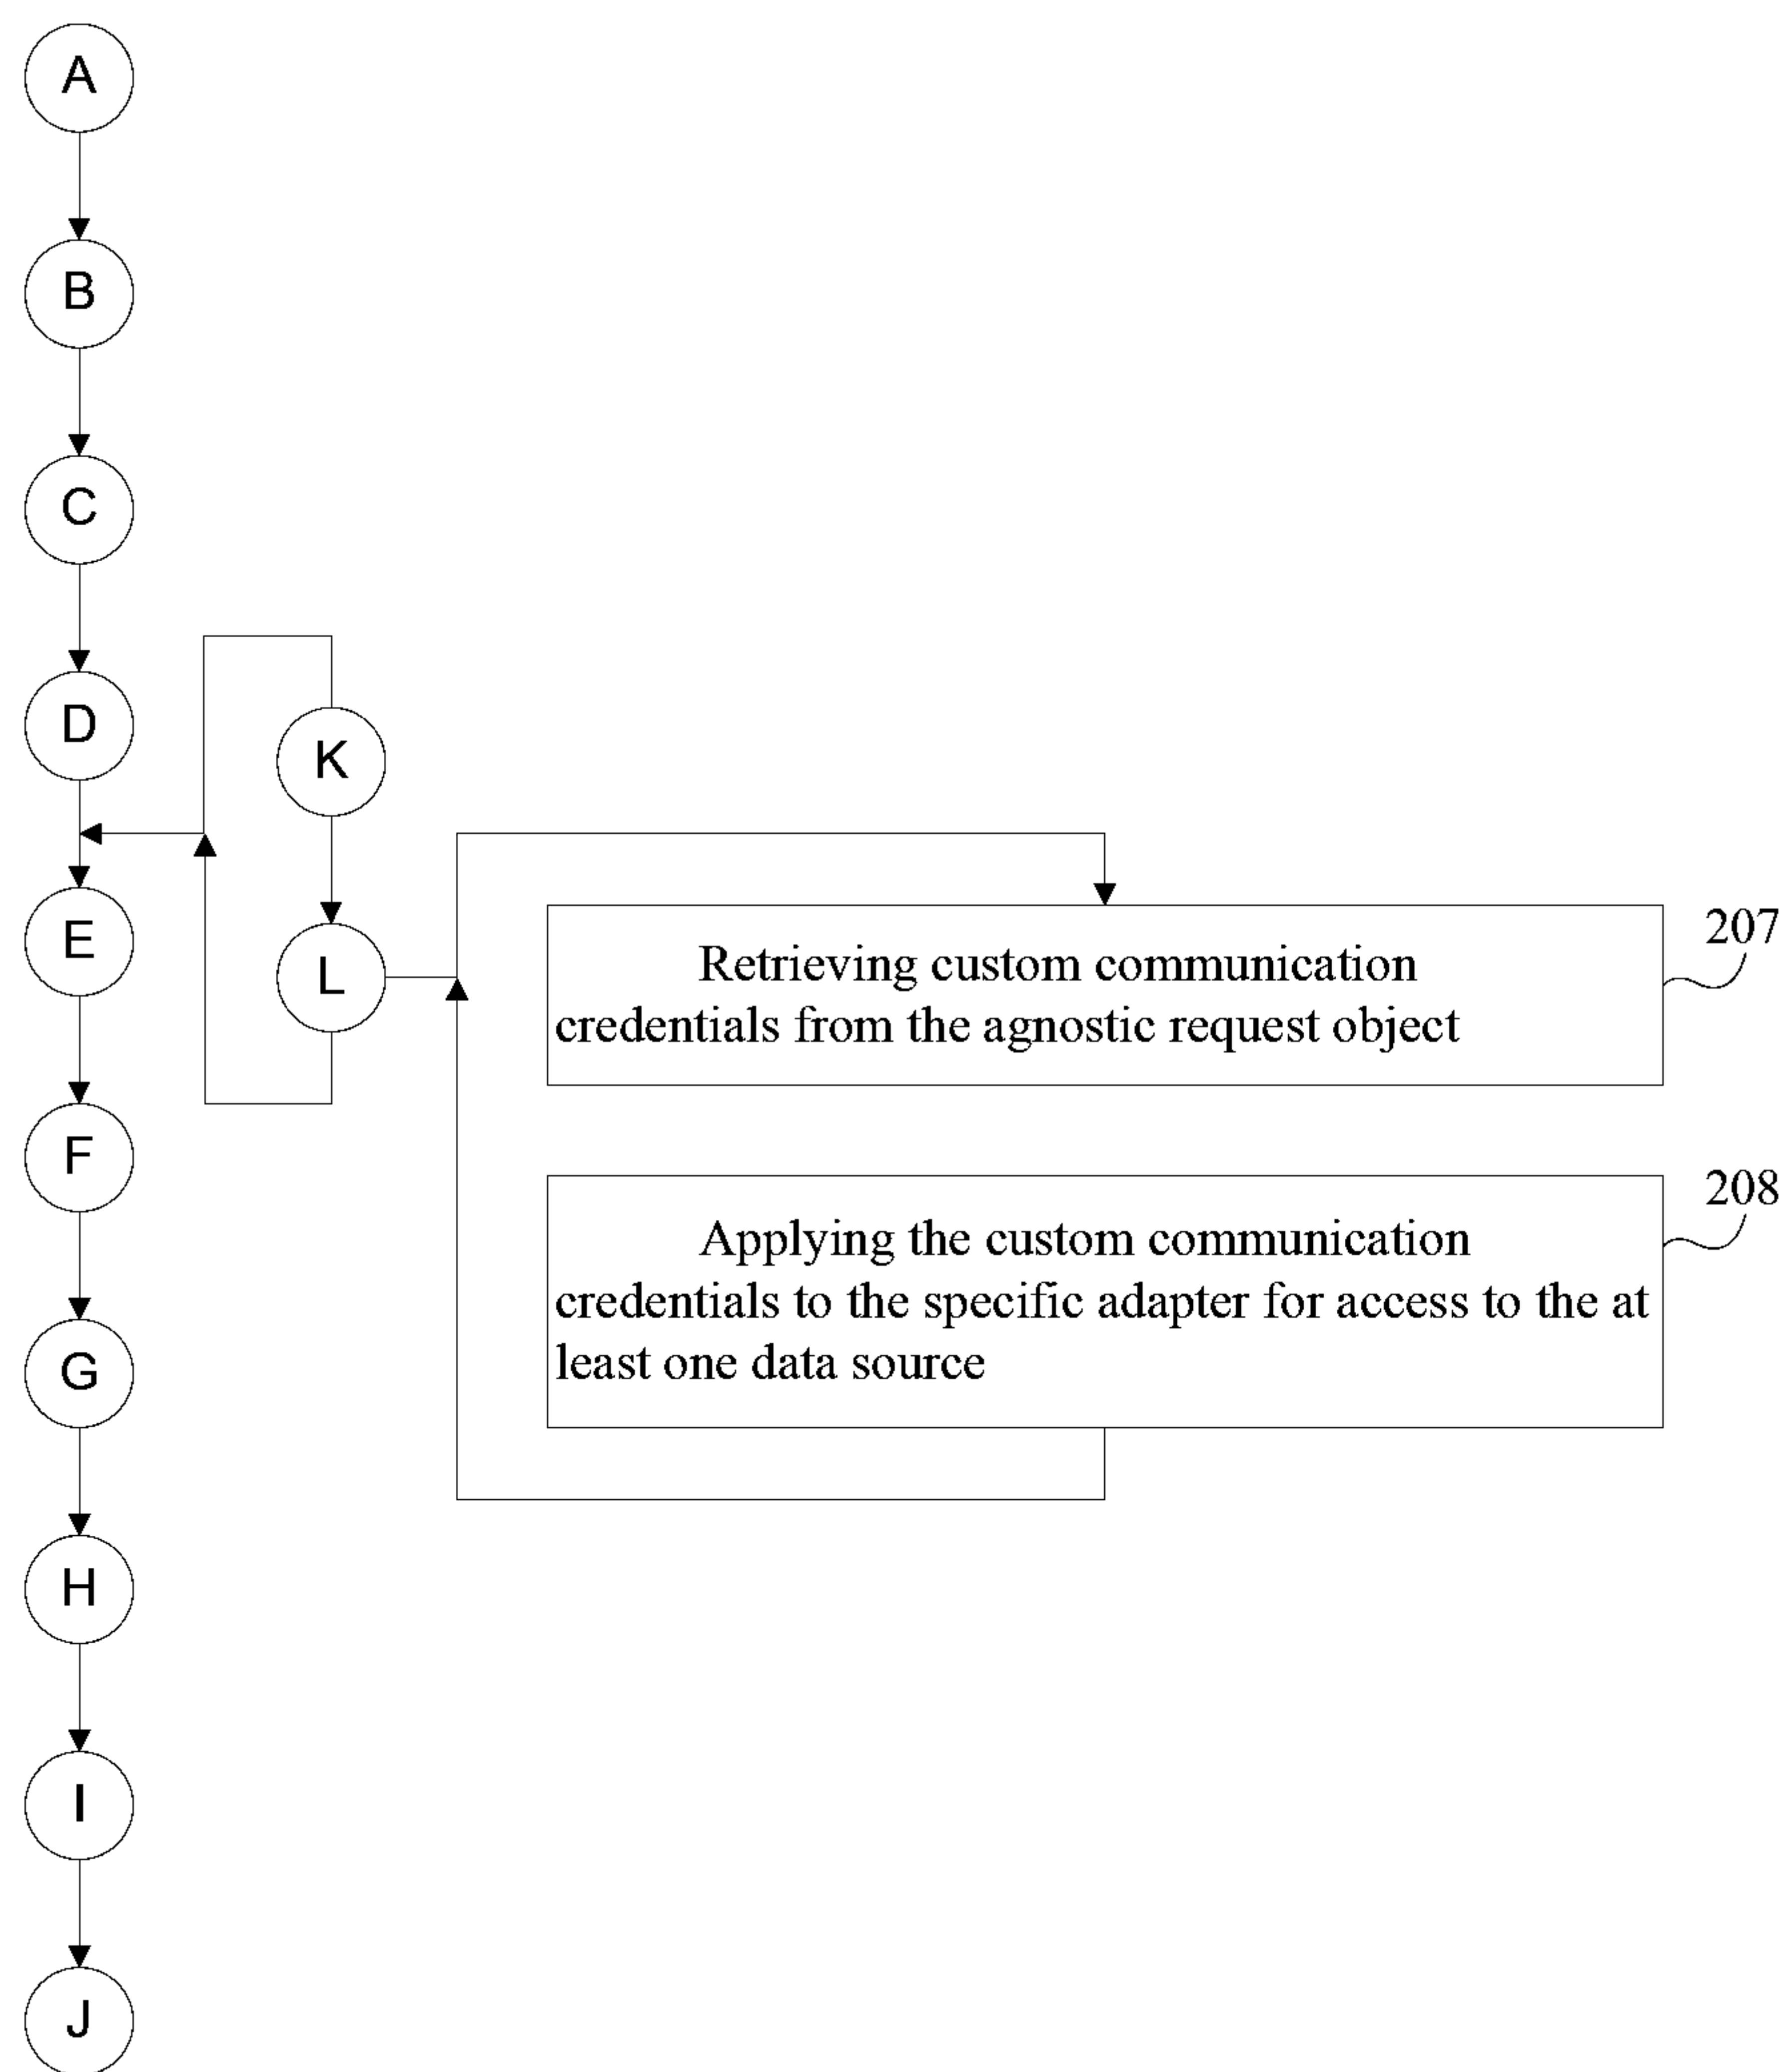 A
B
C
D
K
E
L
F
G
H
I
J
207
Retrieving custom communication
credentials from the agnostic request object
208
Applying the custom communication
credentials to the specific adapter for access to the at
least one data source